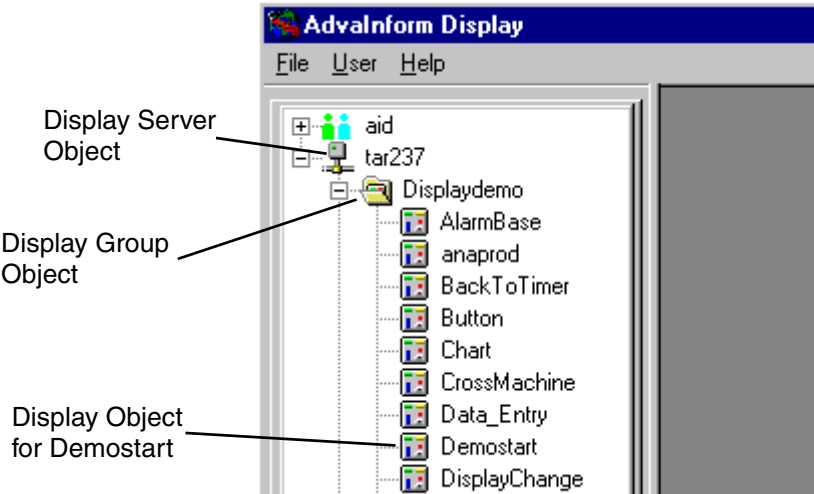 AdvaInform Display
File User Help
Display Server
Object
aid
tar237
Displaydemo
Display Group
Object
AlarmBase
anaprod
BackToTimer
Button
Chart
CrossMachine
Data_Entry
Display Object
for Demostart
Demostart
DisplayChange